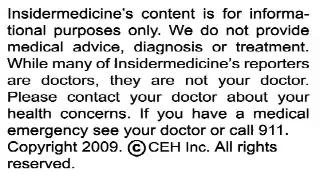 Insidermedicine's content is for informa-
tional purposes only. We do not provide
medical advice, diagnosis or treatment.
While many of Insidermedicine's reporters
are doctors, they are not your doctor.
Please contact your doctor about your
health concerns. If you have a medical
emergency see your doctor or call 911.
Copyright 2009. ©CEH Inc. All rights
reserved.